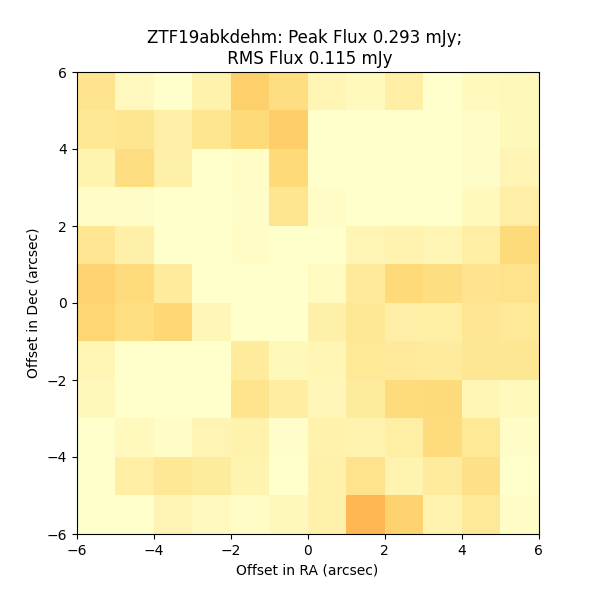 ZTF19abkdehm: Peak Flux 0.293 mJy;
RMS Flux 0.115 mJy
6
4
2
0
−2
−4
−6
Offset in Dec (arcsec)
−6 −4 −2 0 2 4 6
Offset in RA (arcsec)